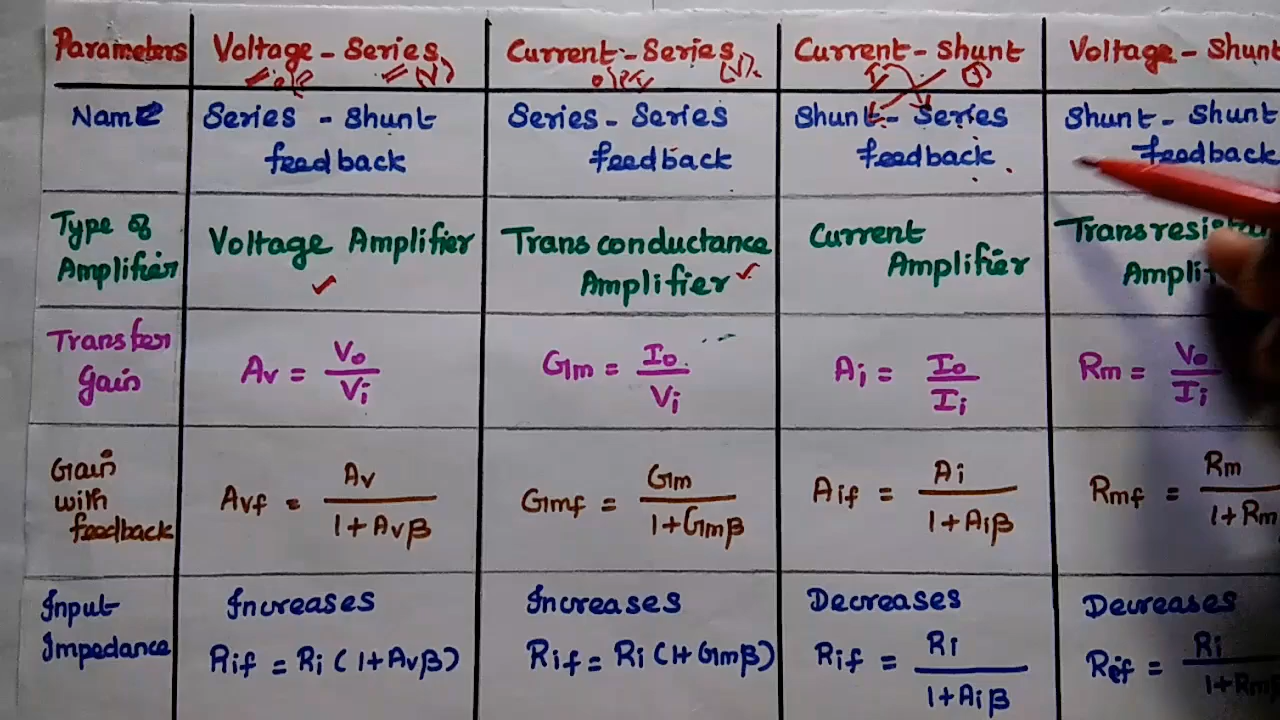 Parameters Voltage - Series Current - Series Current - Shunt Voltage - Shunt
Name Series - Shunt feedback Series - Series feedback Shunt - Series feedback Shunt - Shunt feedback
Type of Amplifier Voltage Amplifier Transconductance Amplifier Current Amplifier
Transfer gain Av = Vo/Vi Gm = Io/Vi Ai = Io/Ii Rm = Vo/Ii
Gain with feedback Avf = Av/1+Avβ Gmf = Gm/1+Gmβ Aif = Ai/1+Aiβ Rmf = Rm/1+Rm
Input Impedance Increases Increases Decreases Decreases
Rif = Ri (1+Avβ) Rif = Ri (1+Gmβ) Rif = Ri/1+Aiβ Rif = Ri/1+Rmβ